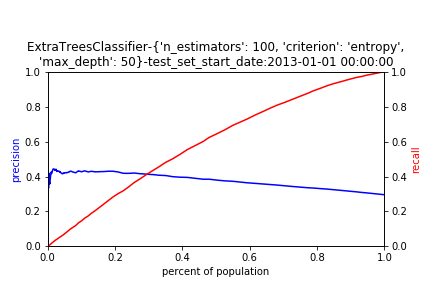 ExtraTreesClassifier-{'n_estimators': 100, 'criterion': 'entropy',
'max_depth': 50}-test_set_start_date:2013-01-01 00:00:00
1.0 1.0
0.8 0.8
0.6 0.6
precision recall
0.4 0.4
0.2 0.2
0.0 0.0
0.0 0.2 0.4 0.6 0.8 1.0
percent of population